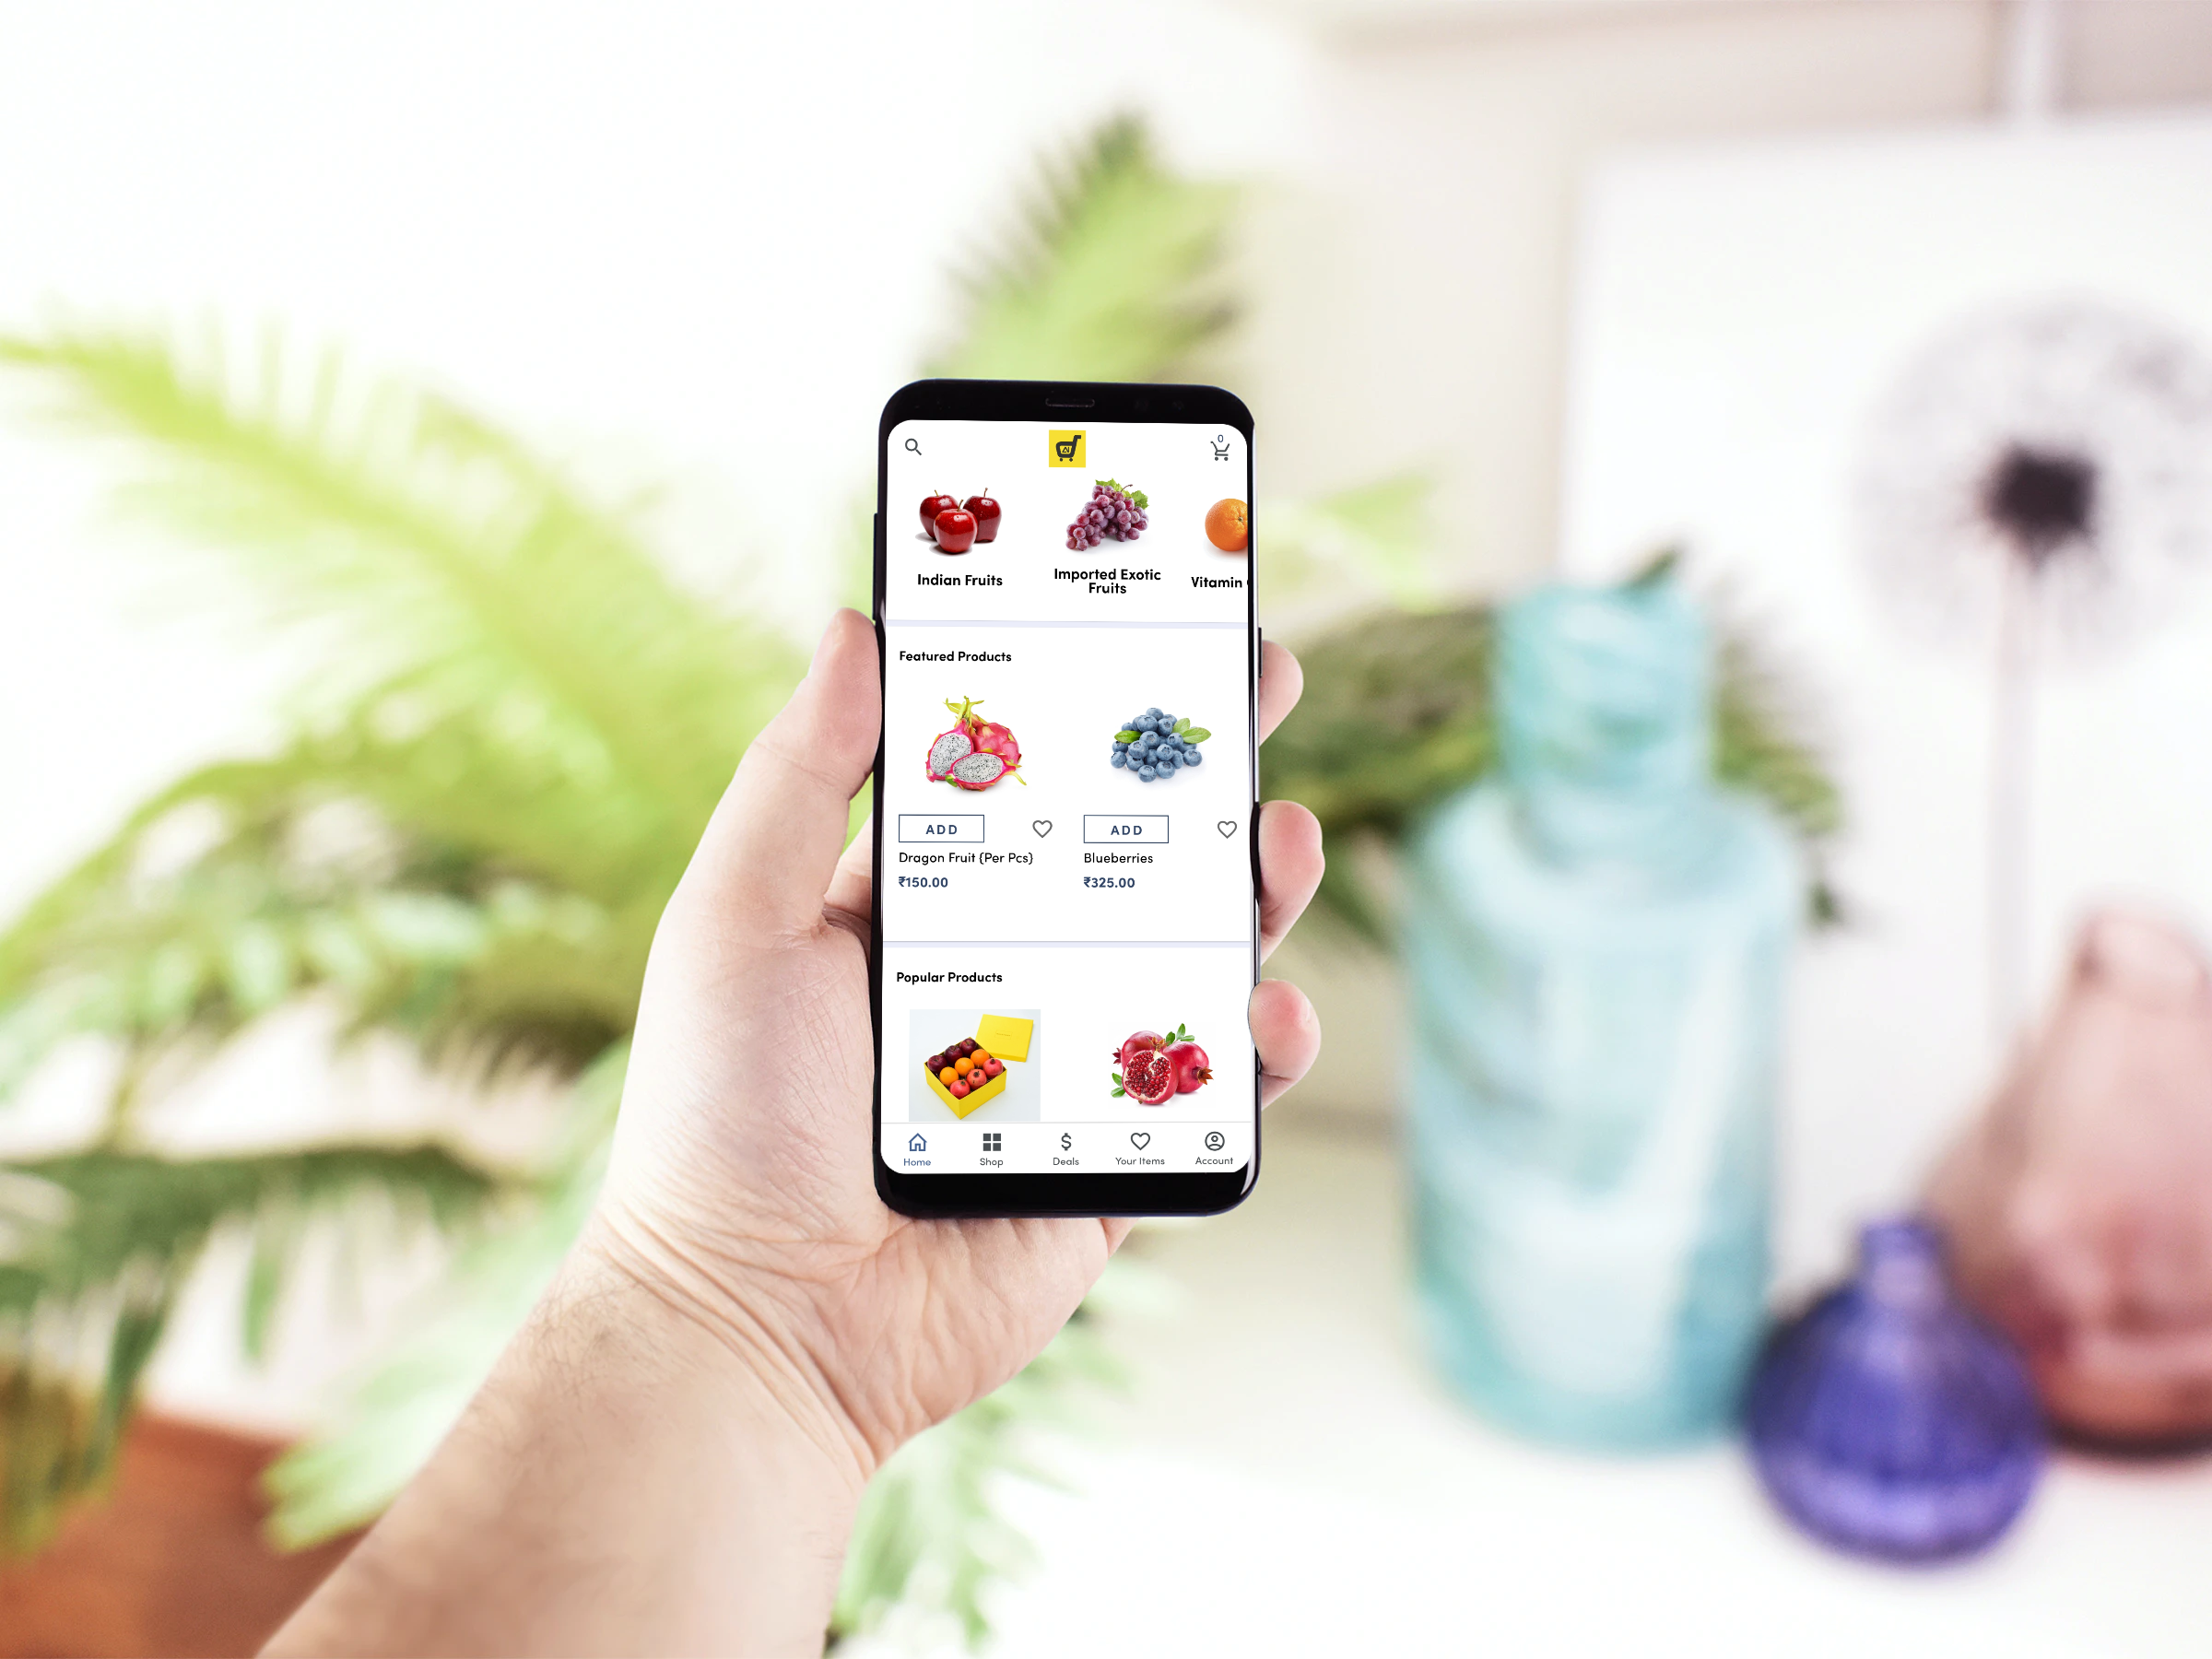 0
Indian Fruits
Imported Exotic
Fruits
Vitamin
Featured Products
ADD
ADD
Dragon Fruit {Per Pcs}
Blueberries
₹150.00
₹325.00
Popular Products
Home
Shop
Deals
Your Items
Account